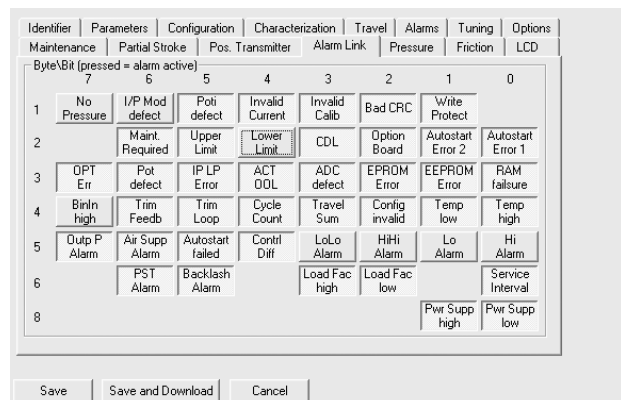 Identifier Parameters Configuration Characterization Travel Alarms Tuning Options
Maintenance Partial Stroke Pos. Transmitter Alarm Link Pressure Friction LCD
Byte\Bit (pressed = alarm active)
7 6 5 4 3 2 1 0
1 No Pressure I/P Mod defect Poti defect Invalid Current Invalid Calib Bad CRC Write Protect
2 Maint. Required Upper Limit Lower Limit CDL Option Board Autostart Error 2 Autostart Error 1
3 OPT Err Pot defect IP LP Error ACT OOL ADC defect EPROM Error EEPROM Error RAM failsure
4 BinIn high Trim Feedb Trim Loop Cycle Count Travel Sum Config invalid Temp low Temp high
5 Outp P Alarm Air Supp Alarm Autostart failed Contrl Diff LoLo Alarm HiHi Alarm Lo Alarm Hi Alarm
6 PST Alarm Backlash Alarm Load Fac high Load Fac low Service Interval
8 Pwr Supp high Pwr Supp low
Save Save and Download Cancel